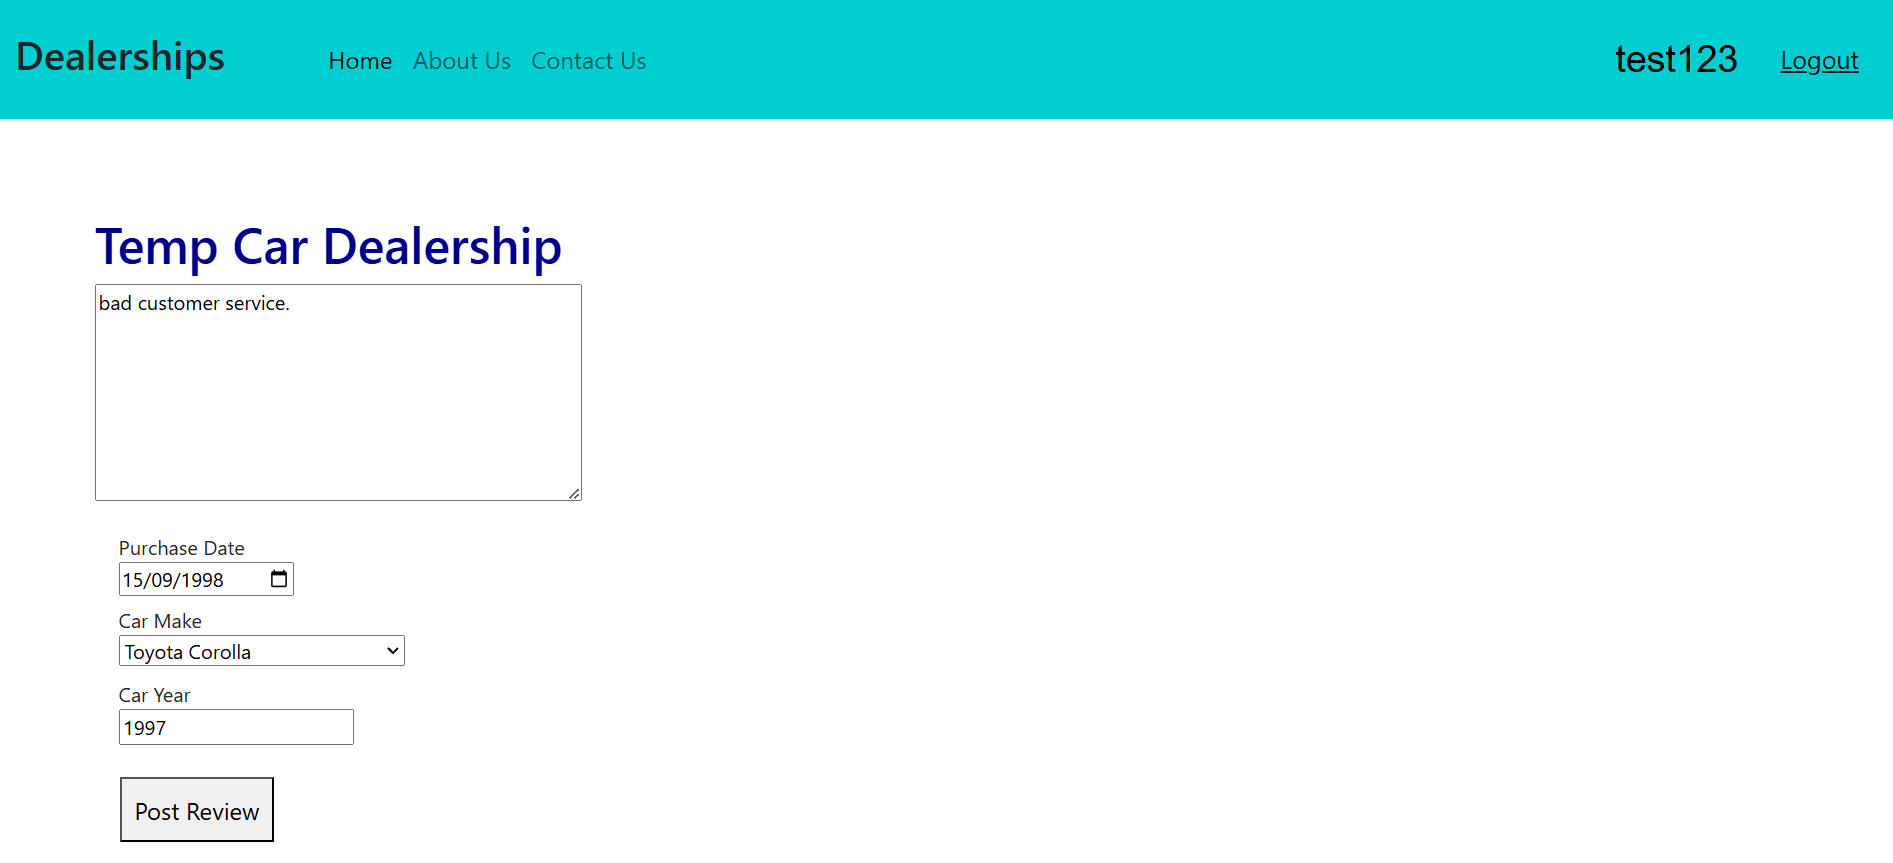 Dealerships Home About Us Contact Us test123 Logout
Temp Car Dealership
bad customer service.
Purchase Date
15/09/1998
Car Make
Toyota Corolla
Car Year
1997
Post Review